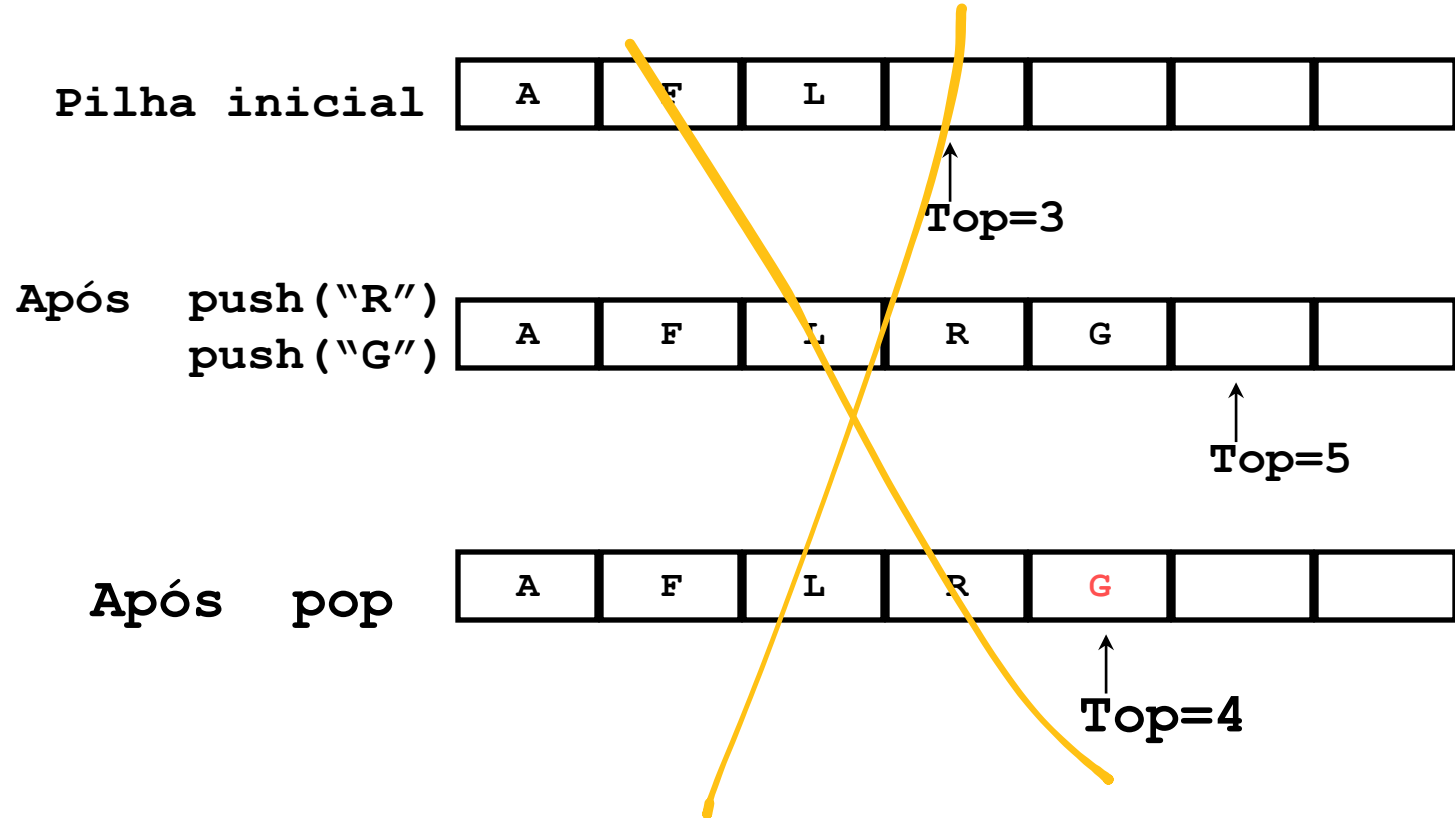 Pilha inicial A F L
Top=3
Após push(“R”)
push(“G”)
A F L R G
Top=5
Após pop A F L R G
Top=4